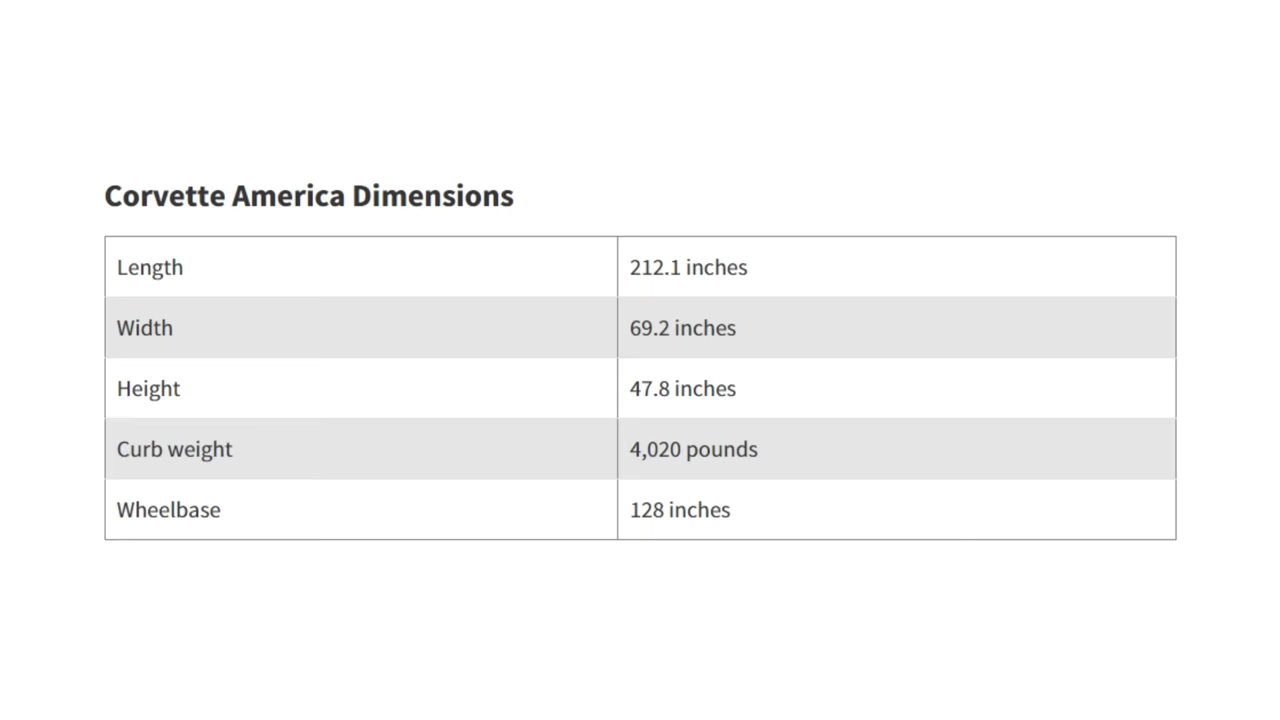 Corvette America Dimensions
Length 212.1 inches
Width 69.2 inches
Height 47.8 inches
Curb weight 4,020 pounds
Wheelbase 128 inches